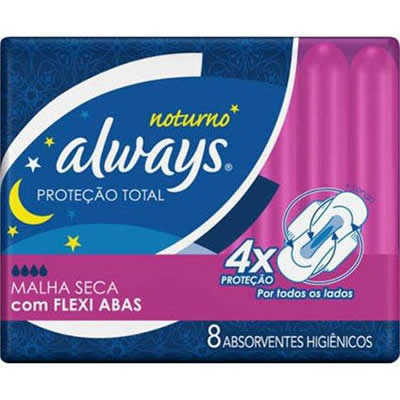 noturno
always®
PROTEÇÃO TOTAL
4X
PROTEÇÃO
Por todos os lados
MALHA SECA
com FLEXI ABAS
8 ABSORVENTES HIGIÊNICOS